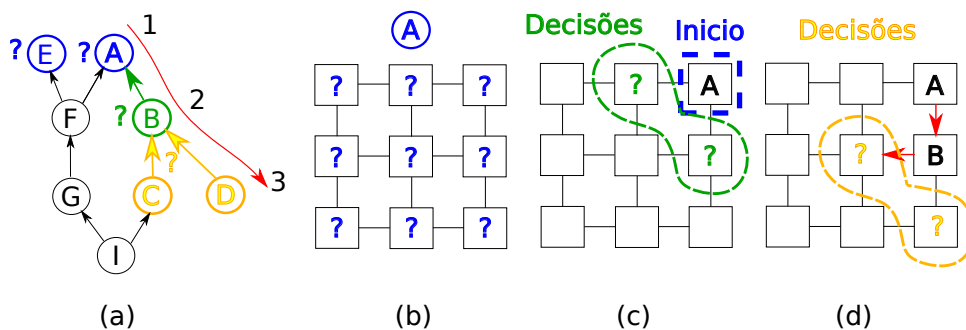 1
2
3
? E
? A
F
? B
?
G
C
D
I
(a)
A
? ? ?
? ? ?
? ? ?
(b)
Decisões
Inicio
? A
?
(c)
Decisões
A
? B
?
(d)